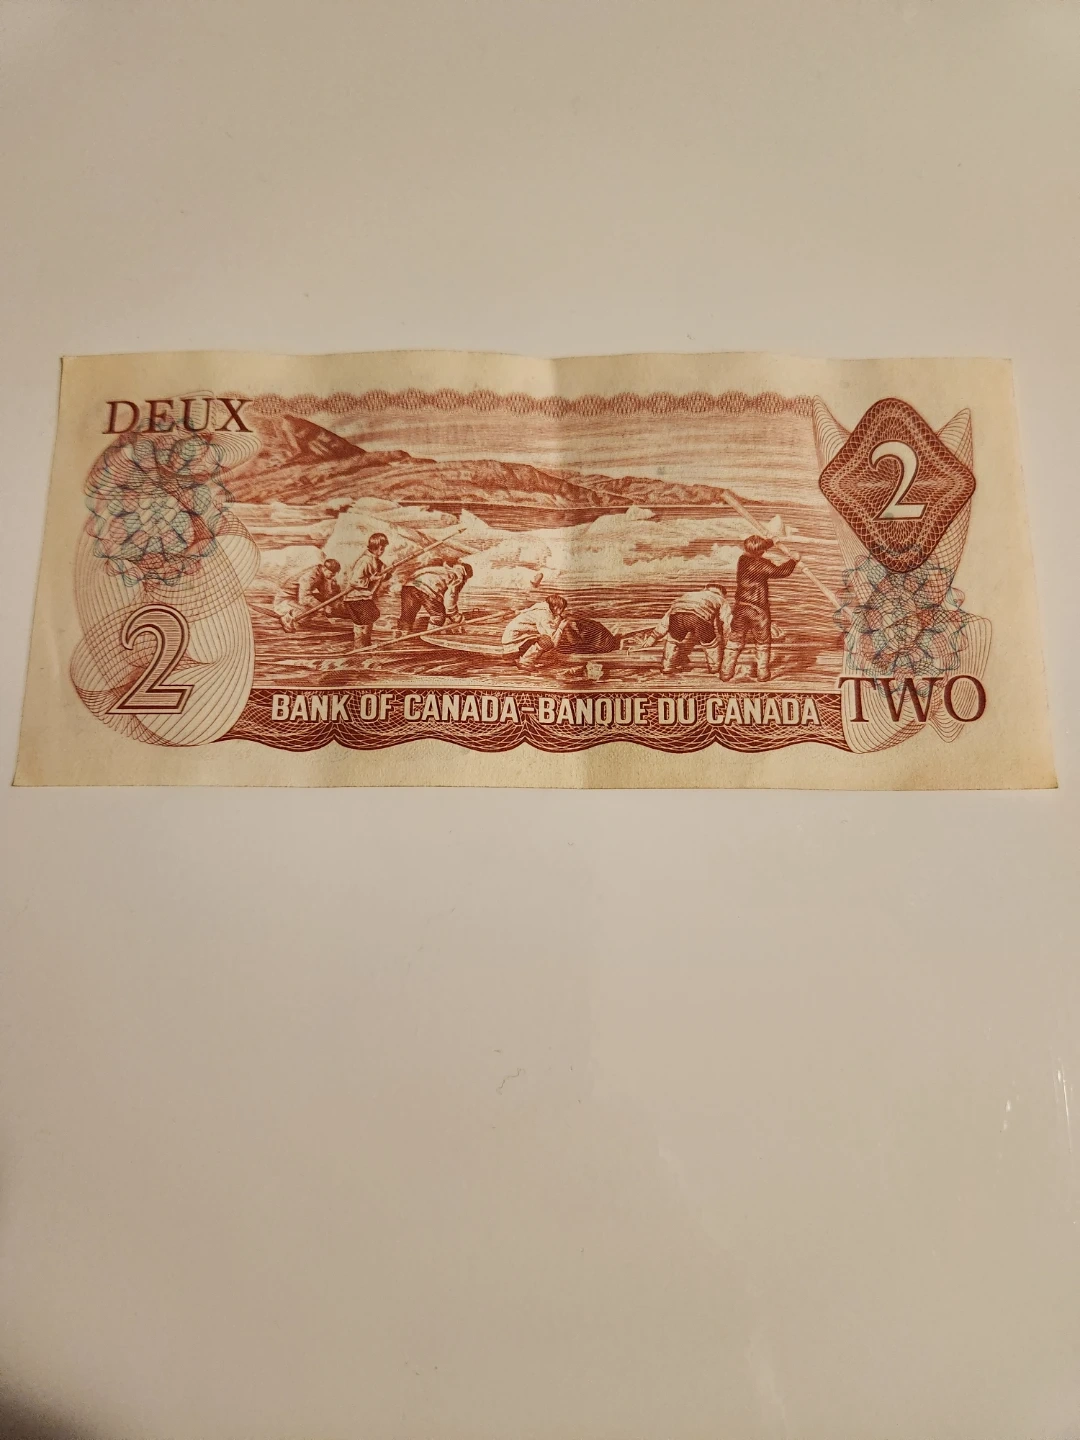 DEUX
2
2
BANK OF CANADA-BANQUE DU CANADA
TWO